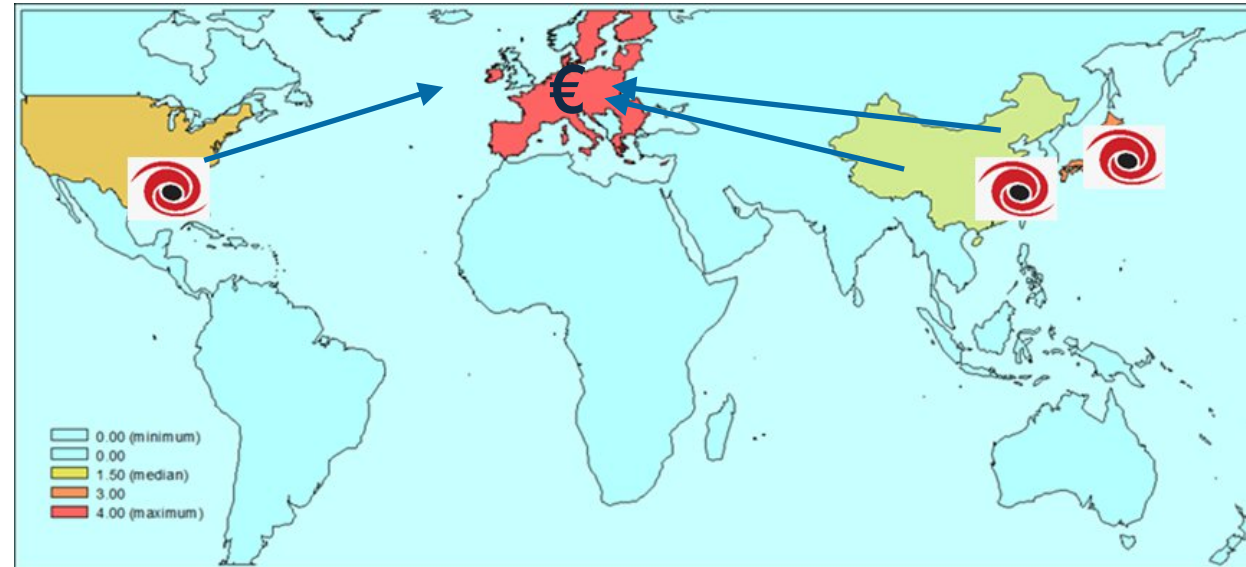 €
0.00 (minimum)
0.00
1.50 (median)
3.00
4.00 (maximum)